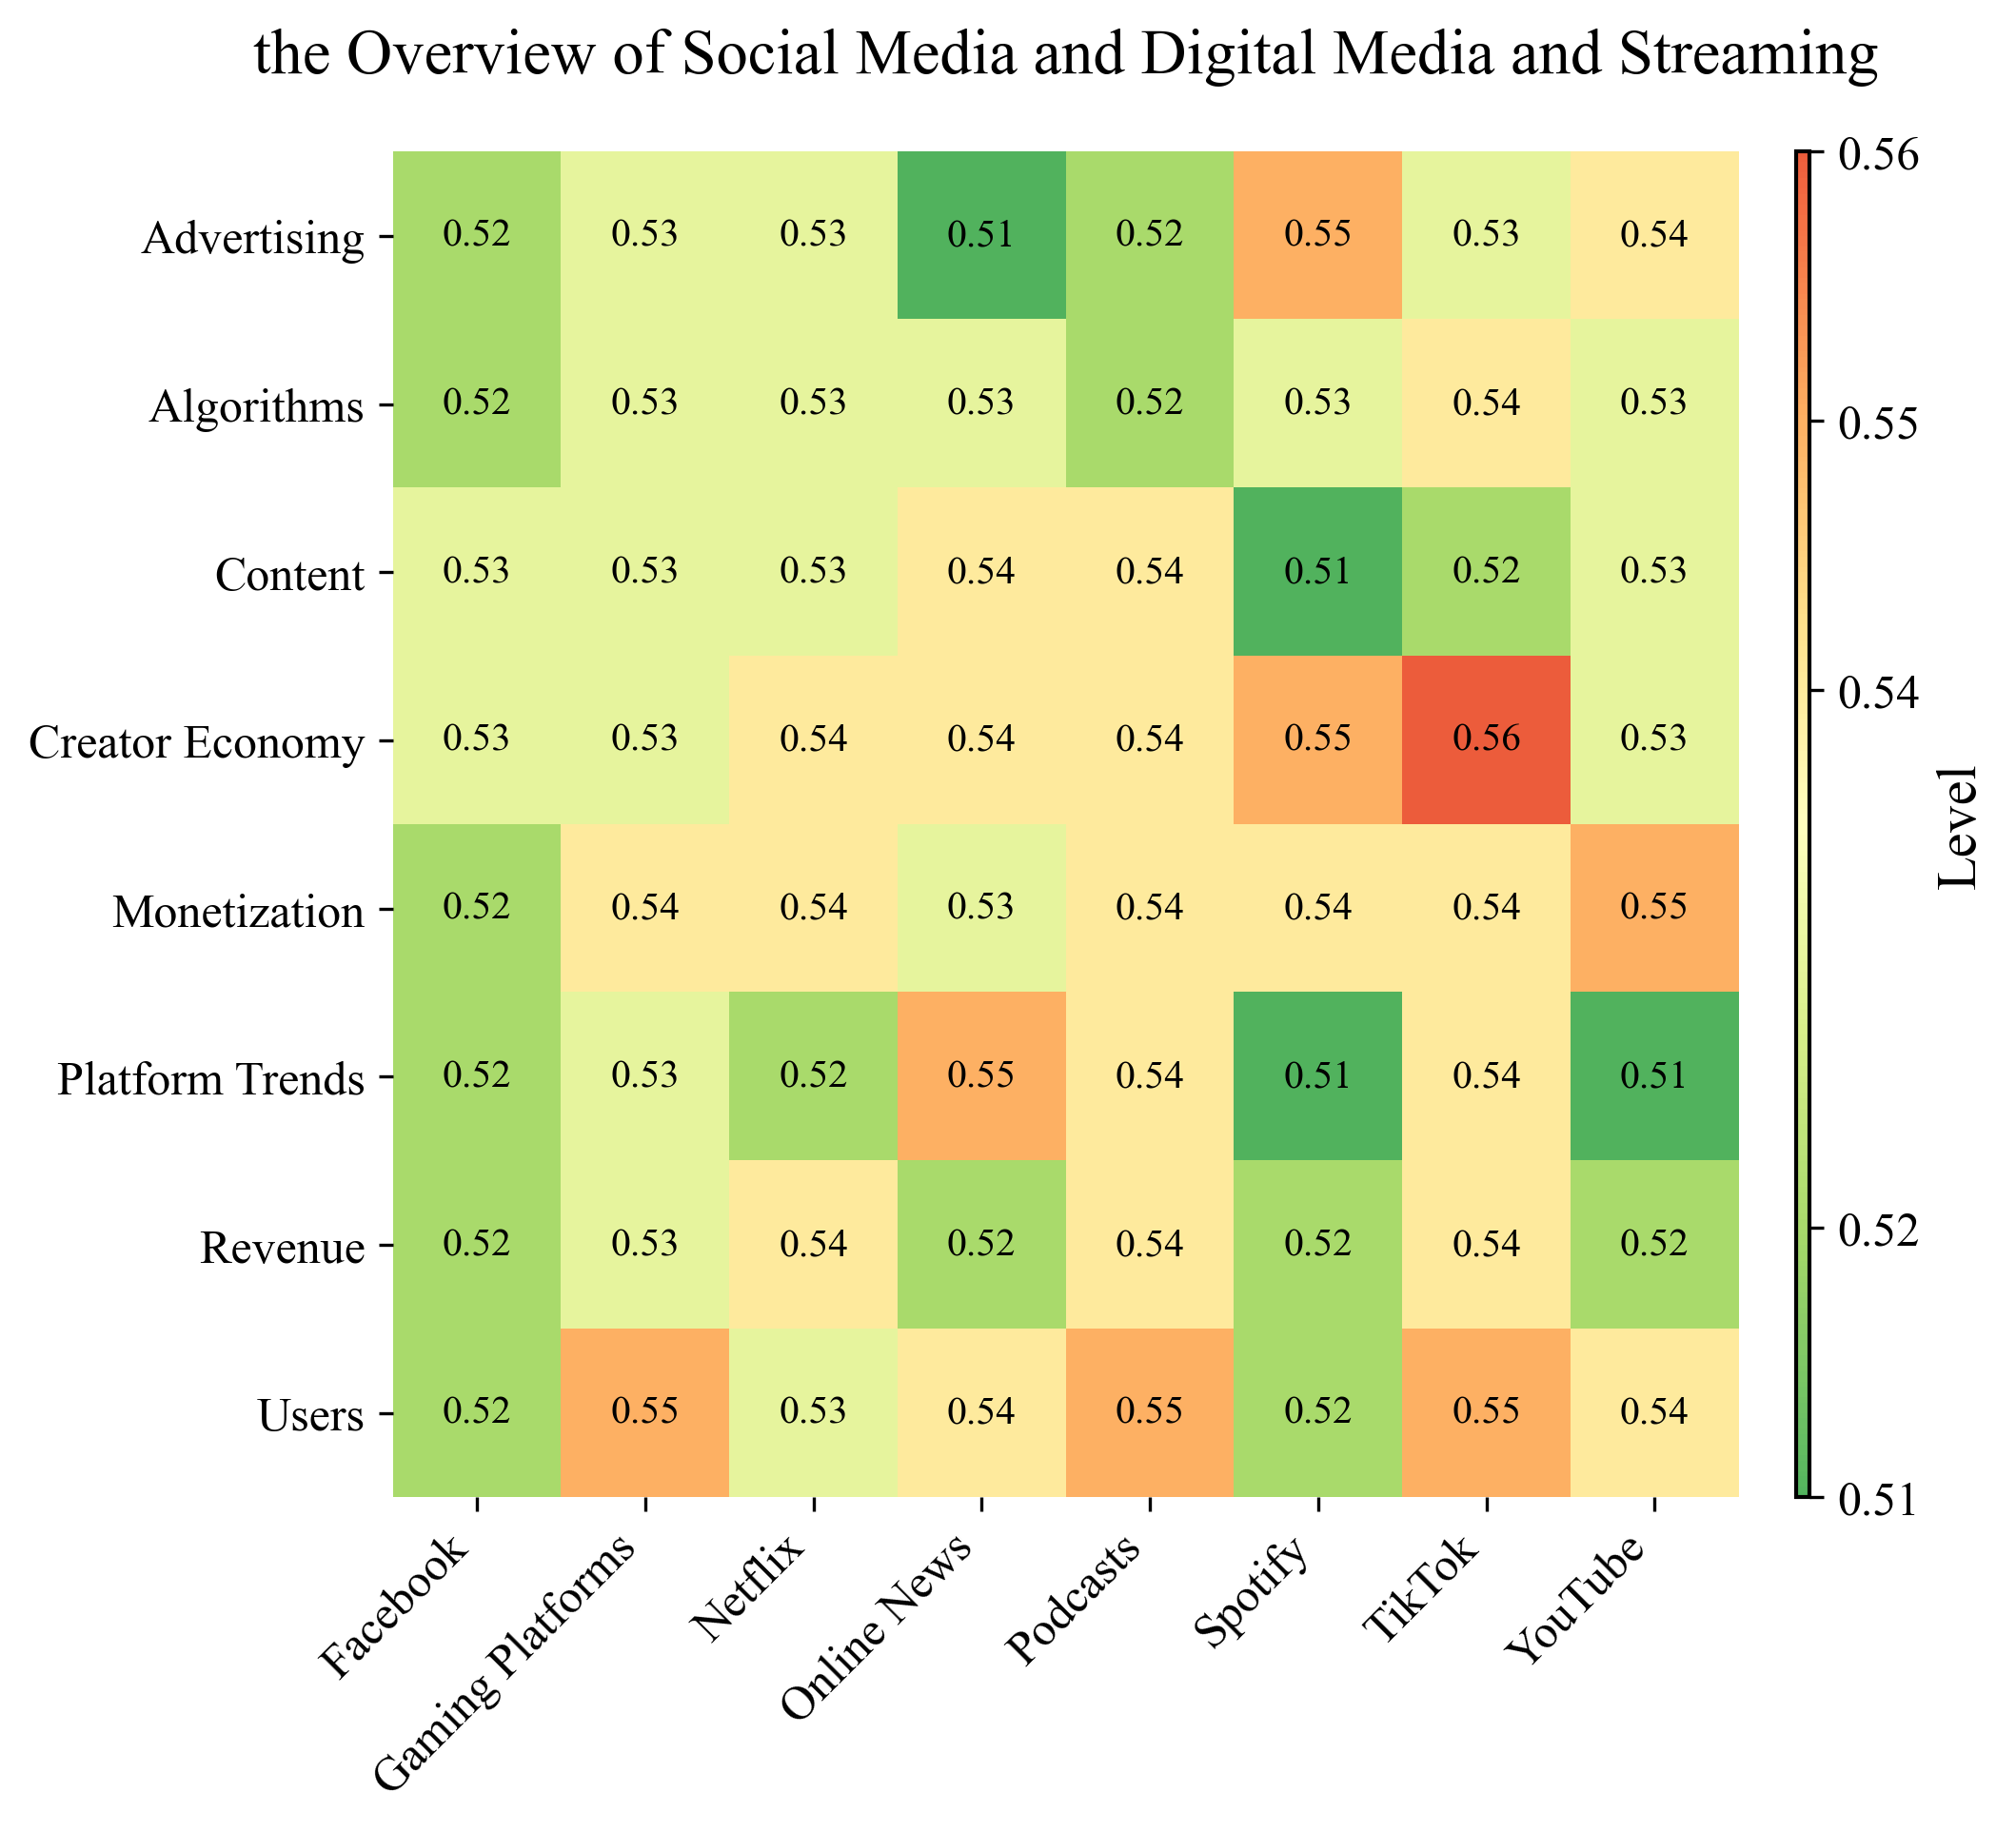 the Overview of Social Media and Digital Media and Streaming
Advertising 0.52 0.53 0.53 0.51 0.52 0.55 0.53 0.54
Algorithms 0.52 0.53 0.53 0.53 0.52 0.53 0.54 0.53
Content 0.53 0.53 0.53 0.54 0.54 0.51 0.52 0.53
Creator Economy 0.53 0.53 0.54 0.54 0.54 0.55 0.56 0.53
Monetization 0.52 0.54 0.54 0.53 0.54 0.54 0.54 0.55
Platform Trends 0.52 0.53 0.52 0.55 0.54 0.51 0.54 0.51
Revenue 0.52 0.53 0.54 0.52 0.54 0.52 0.54 0.52
Users 0.52 0.55 0.53 0.54 0.55 0.52 0.55 0.54
Facebook
Gaming Platforms
Netflix
Online News
Podcasts
Spotify
TikTok
YouTube
0.56
0.55
0.54
0.52
0.51
Level